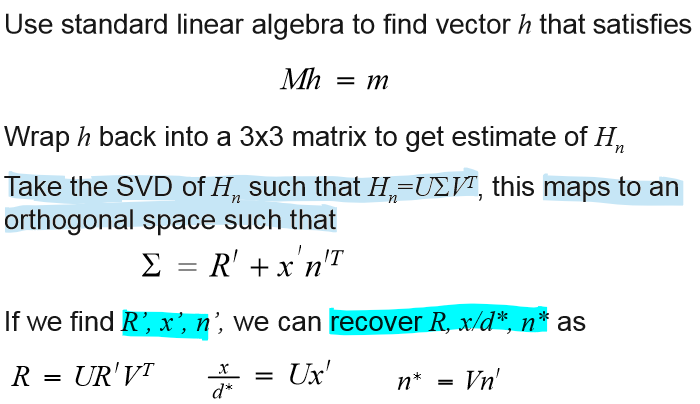 Use standard linear algebra to find vector h that satisfies
Mh = m
Wrap h back into a 3x3 matrix to get estimate of Hₙ
Take the SVD of Hₙ such that Hₙ=UΣVᵀ, this maps to an
orthogonal space such that
Σ = R' + x'n'ᵀ
If we find R’, x’, n’, we can recover R, x/d*, n* as
R = UR'Vᵀ x/d* = Ux' n* = Vn'